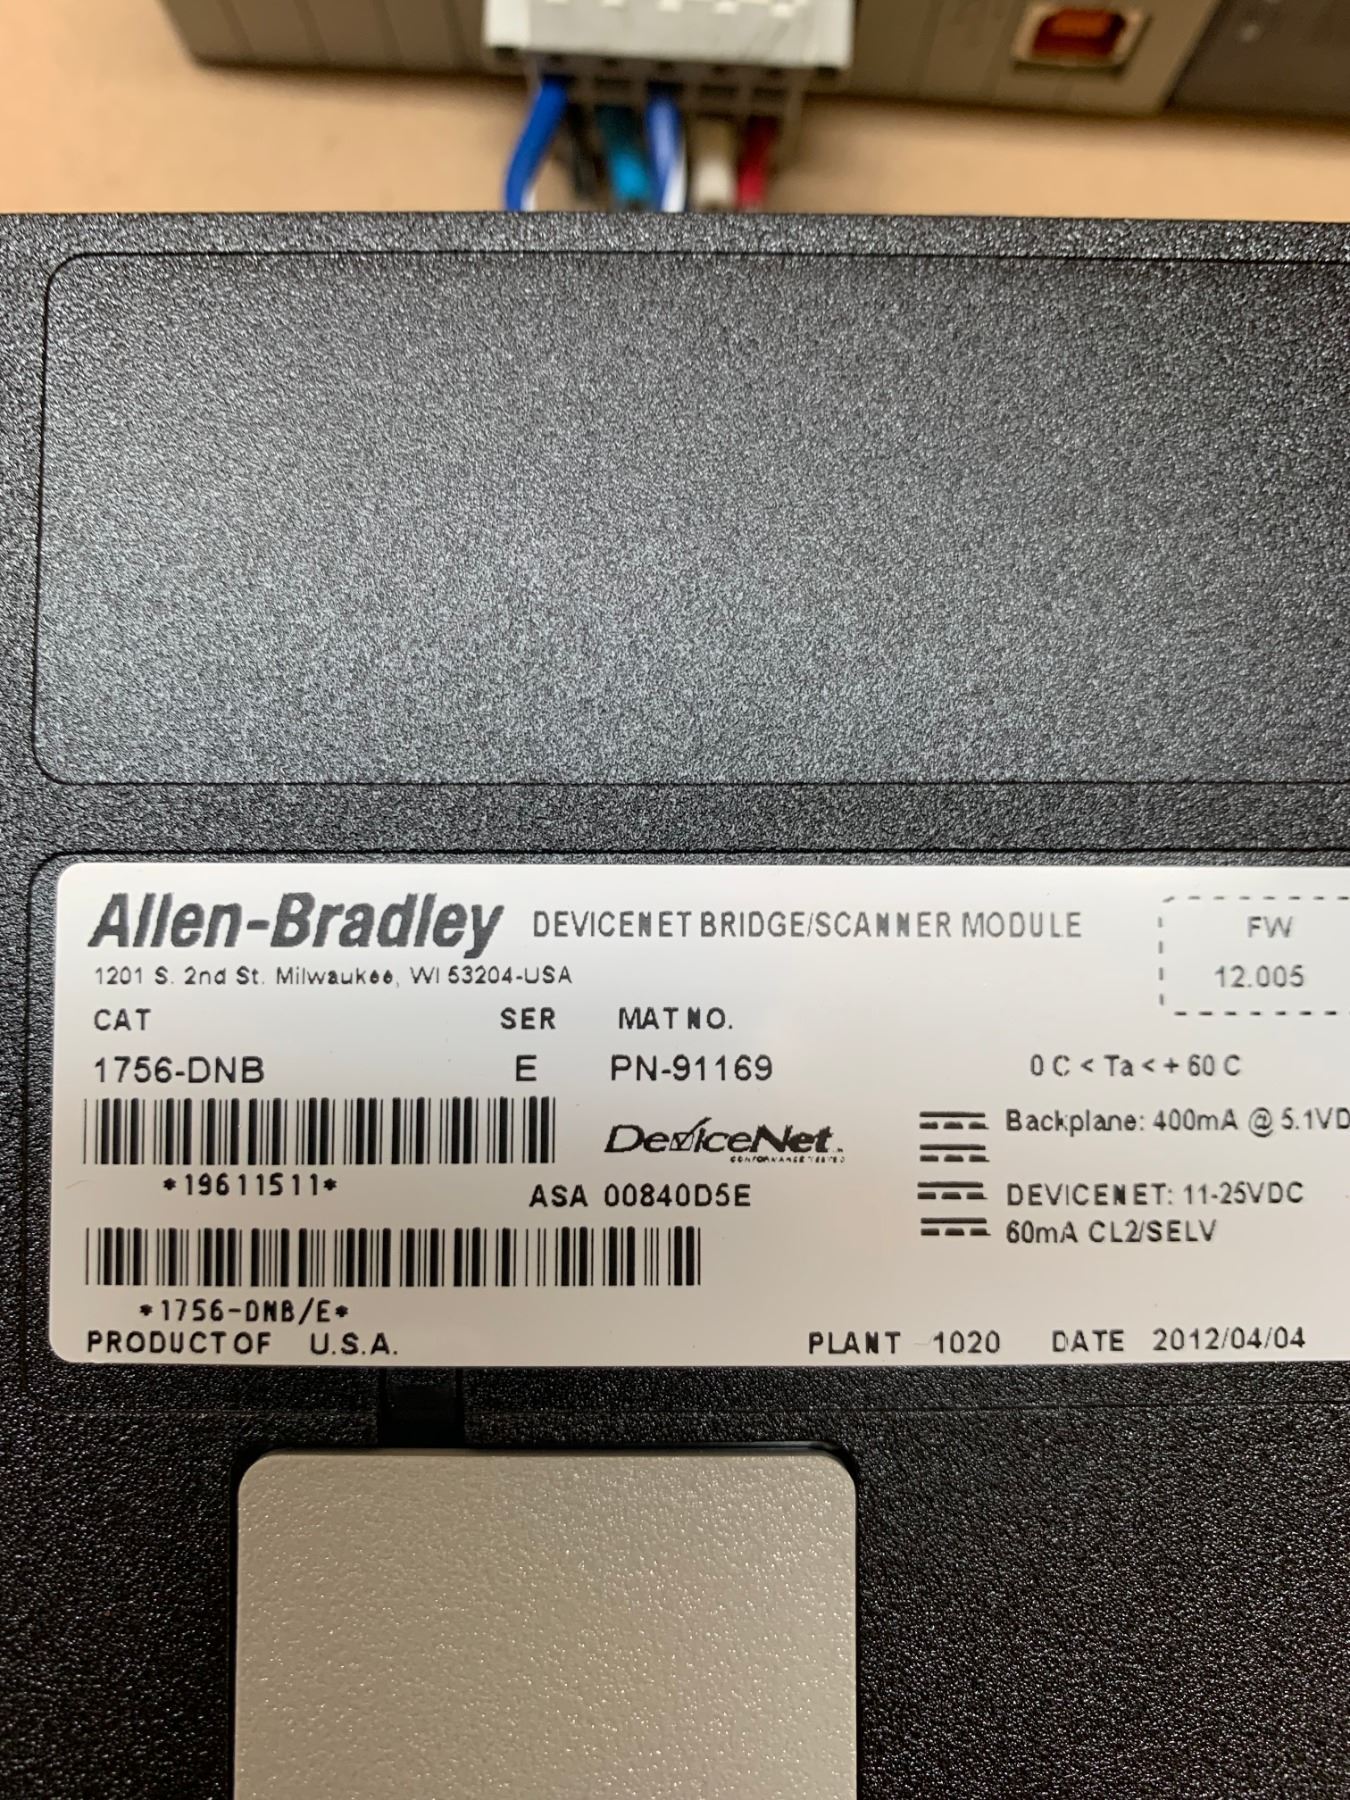 Allen-Bradley DEVICENET BRIDGE/SCANNER MODULE
FW
12.005
1201 S. 2nd St. Milwaukee, WI 53204-USA
CAT SER MAT NO.
1756-DNB E PN-91169
0 C < Ta < + 60 C
Backplane: 400mA @ 5.1VD
DeviceNet
CONFORMANCE TESTED
*19611511*
ASA 00840D5E
DEVICENET: 11-25VDC
60mA CL2/SELV
*1756-DNB/E*
PRODUCT OF U.S.A.
PLANT 1020 DATE 2012/04/04